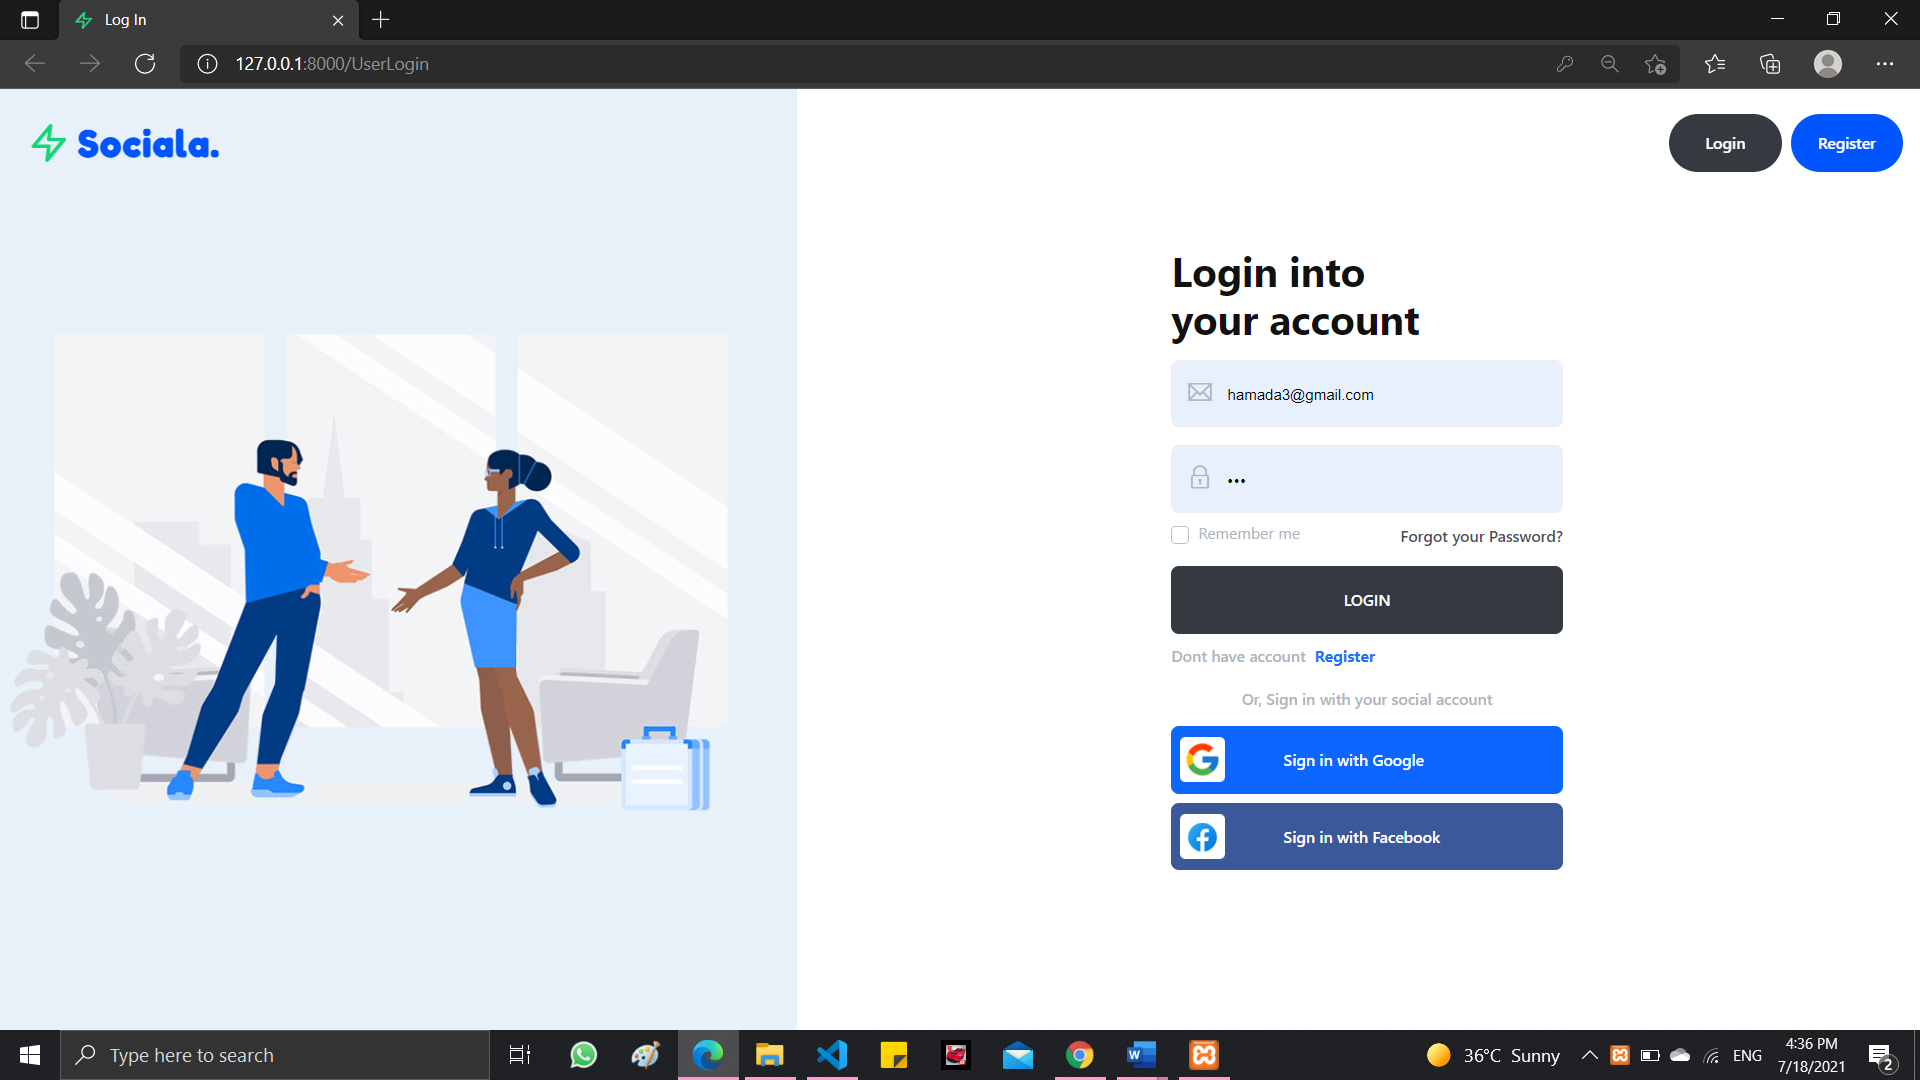 Log In
127.0.0.1:8000/UserLogin
Sociala.
Login
Register
Login into
your account
hamada3@gmail.com
•••
Remember me
Forgot your Password?
LOGIN
Dont have account Register
Or, Sign in with your social account
Sign in with Google
Sign in with Facebook
Type here to search
36°C Sunny
ENG
4:36 PM
7/18/2021
2